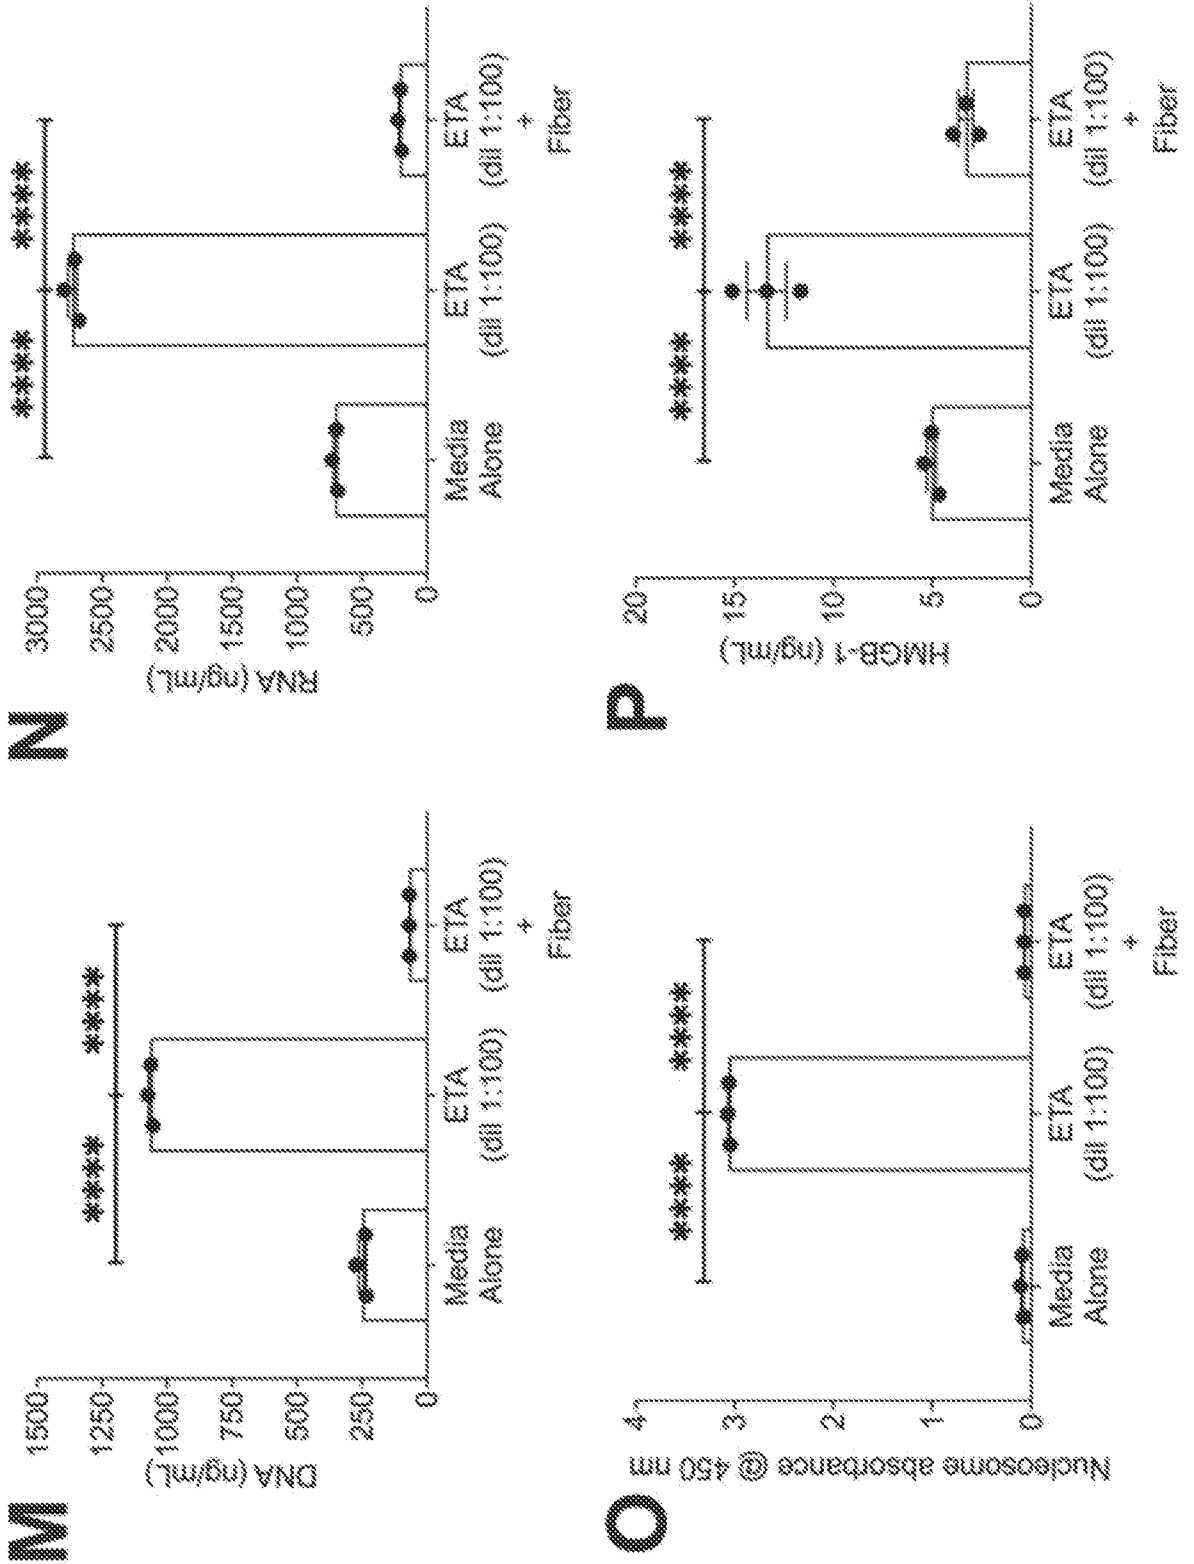 M
DNA (ng/mL)
1500
1250
1000
750
500
250
0
****
****
Media
Alone
ETA
(dil 1:100)
ETA
(dil 1:100)
+
Fiber
N
RNA (ng/mL)
3000
2500
2000
1500
1000
500
0
****
****
Media
Alone
ETA
(dil 1:100)
ETA
(dil 1:100)
+
Fiber
O
Nucleosome absorbance @ 450 nm
4
3
2
1
0
****
****
Media
Alone
ETA
(dil 1:100)
ETA
(dil 1:100)
+
Fiber
P
HMGB-1 (ng/mL)
20
15
10
5
0
****
****
Media
Alone
ETA
(dil 1:100)
ETA
(dil 1:100)
+
Fiber